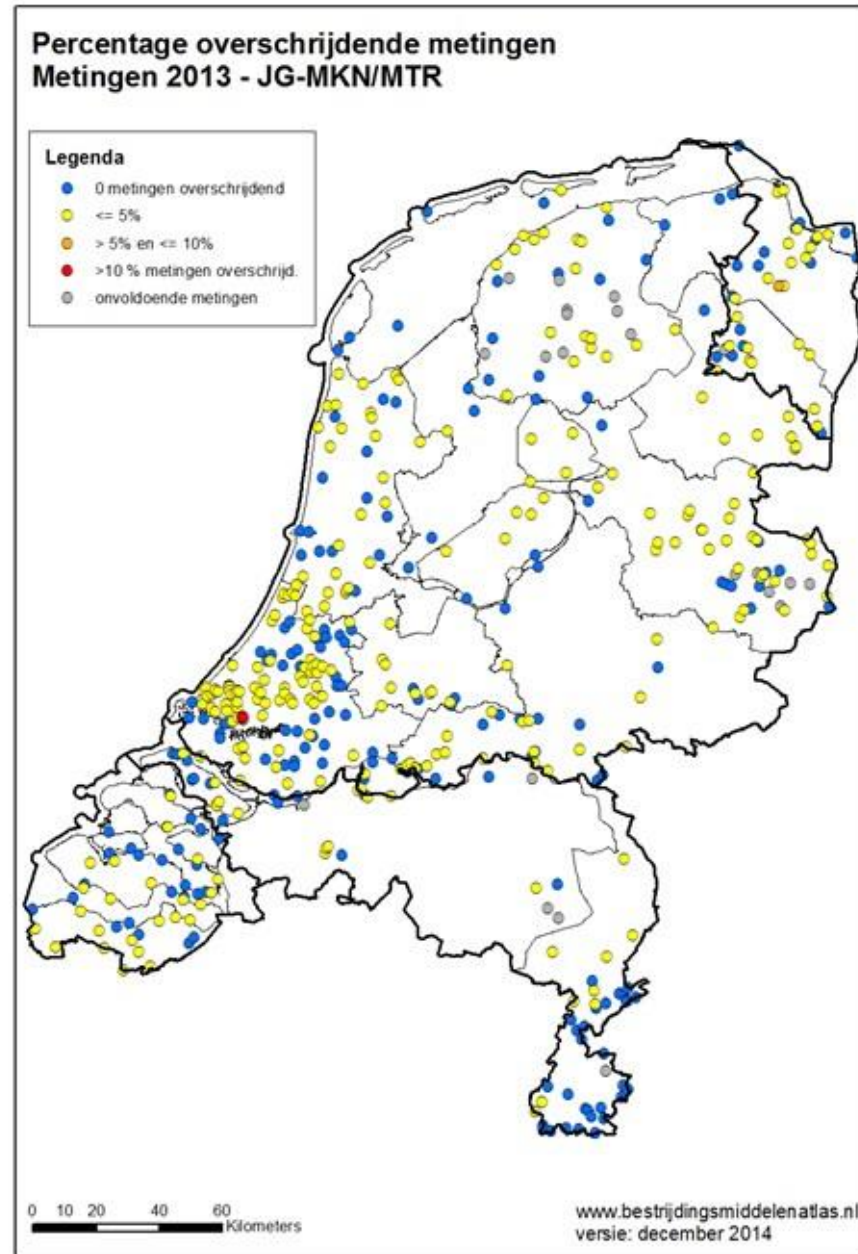 Percentage overschrijdende metingen
Metingen 2013 - JG-MKN/MTR
Legenda
0 metingen overschrijdend
<= 5%
> 5% en <= 10%
>10 % metingen overschrijd.
onvoldoende metingen
0 10 20 40 60
Kilometers
www.bestrijdingsmiddelenatlas.nl
versie: december 2014